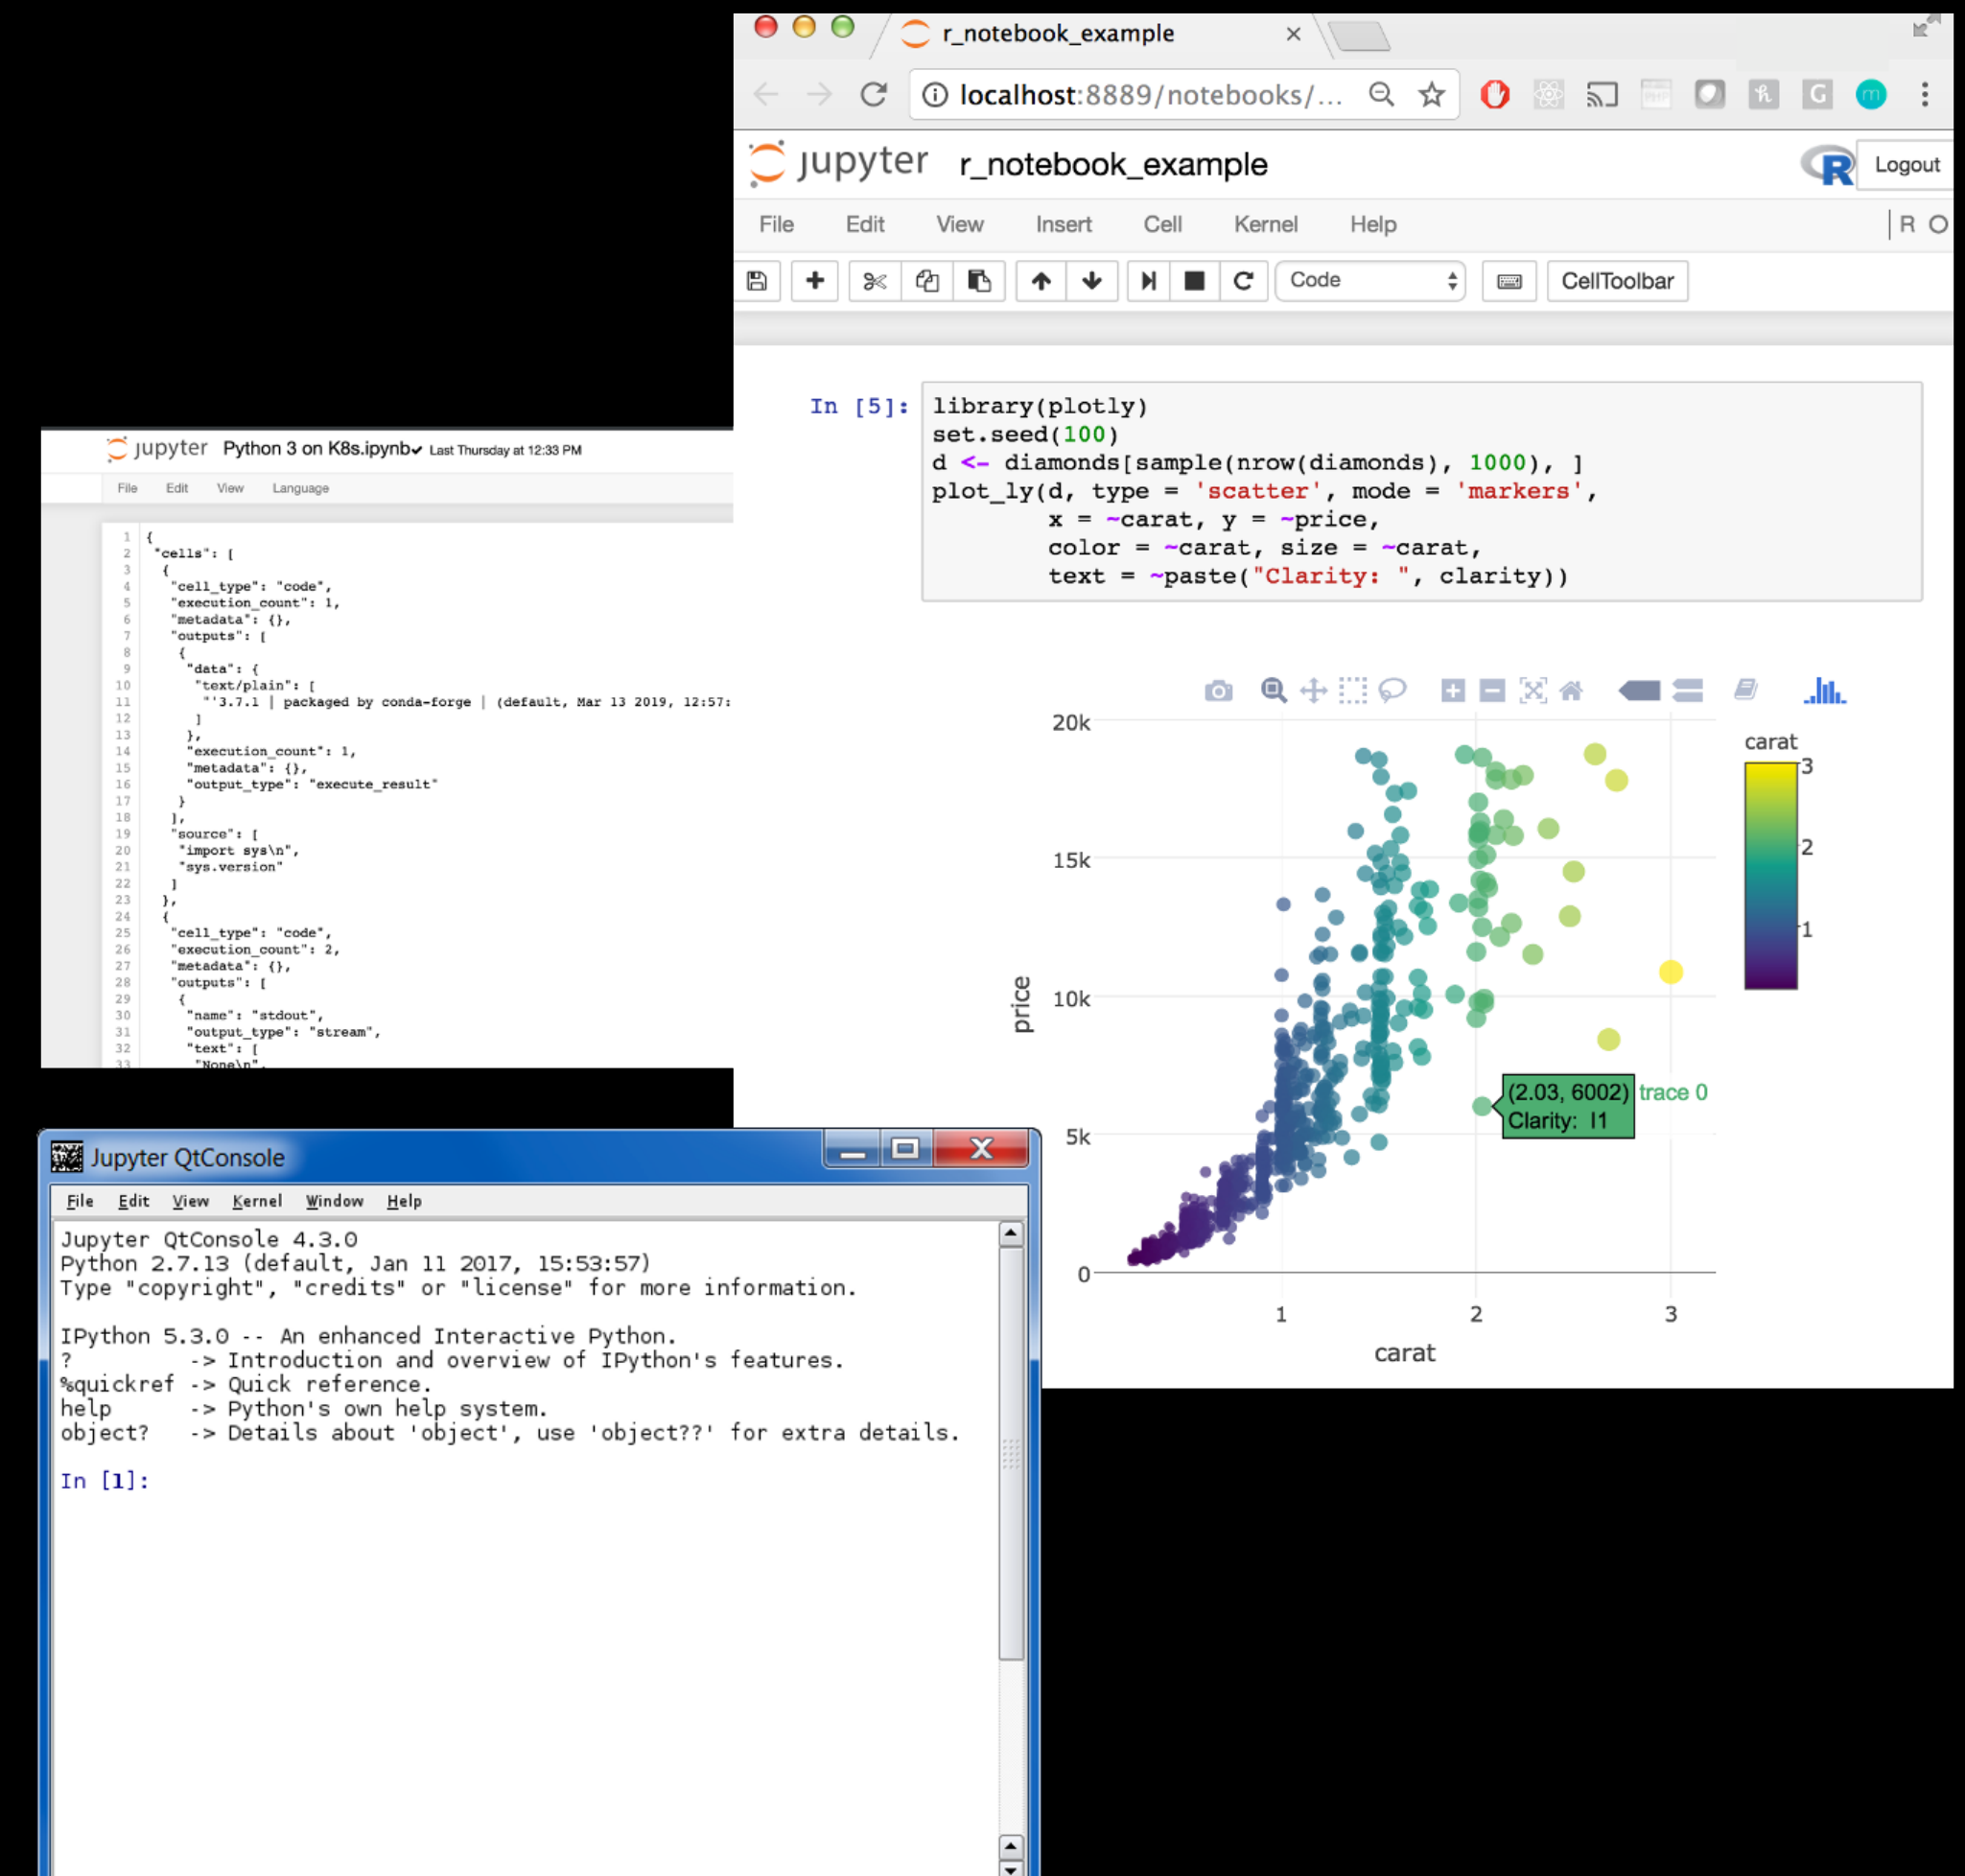 r_notebook_example
localhost:8889/notebooks/...
jupyter r_notebook_example
R
Logout
File Edit View Insert Cell Kernel Help
R
Code
CellToolbar
In [5]:
library(plotly)
set.seed(100)
d <- diamonds[sample(nrow(diamonds), 1000), ]
plot_ly(d, type = 'scatter', mode = 'markers',
x = ~carat, y = ~price,
color = ~carat, size = ~carat,
text = ~paste("Clarity: ", clarity))
20k
15k
10k
5k
0
price
1 2 3
carat
carat
3
2
1
(2.03, 6002) trace 0
Clarity: I1
jupyter Python 3 on K8s.ipynb✔ Last Thursday at 12:33 PM
File Edit View Language
1 {
2 "cells": [
3 {
4 "cell_type": "code",
5 "execution_count": 1,
6 "metadata": {},
7 "outputs": [
8 {
9 "data": {
10 "text/plain": [
11 "'3.7.1 | packaged by conda-forge | (default, Mar 13 2019, 12:57:
12 ]
13 },
14 "execution_count": 1,
15 "metadata": {},
16 "output_type": "execute_result"
17 }
18 ],
19 "source": [
20 "import sys\n",
21 "sys.version"
22 ]
23 },
24 {
25 "cell_type": "code",
26 "execution_count": 2,
27 "metadata": {},
28 "outputs": [
29 {
30 "name": "stdout",
31 "output_type": "stream",
32 "text": [
33 "None\n",
Jupyter QtConsole
File Edit View Kernel Window Help
Jupyter QtConsole 4.3.0
Python 2.7.13 (default, Jan 11 2017, 15:53:57)
Type "copyright", "credits" or "license" for more information.
IPython 5.3.0 -- An enhanced Interactive Python.
? -> Introduction and overview of IPython's features.
%quickref -> Quick reference.
help -> Python's own help system.
object? -> Details about 'object', use 'object??' for extra details.
In [1]: